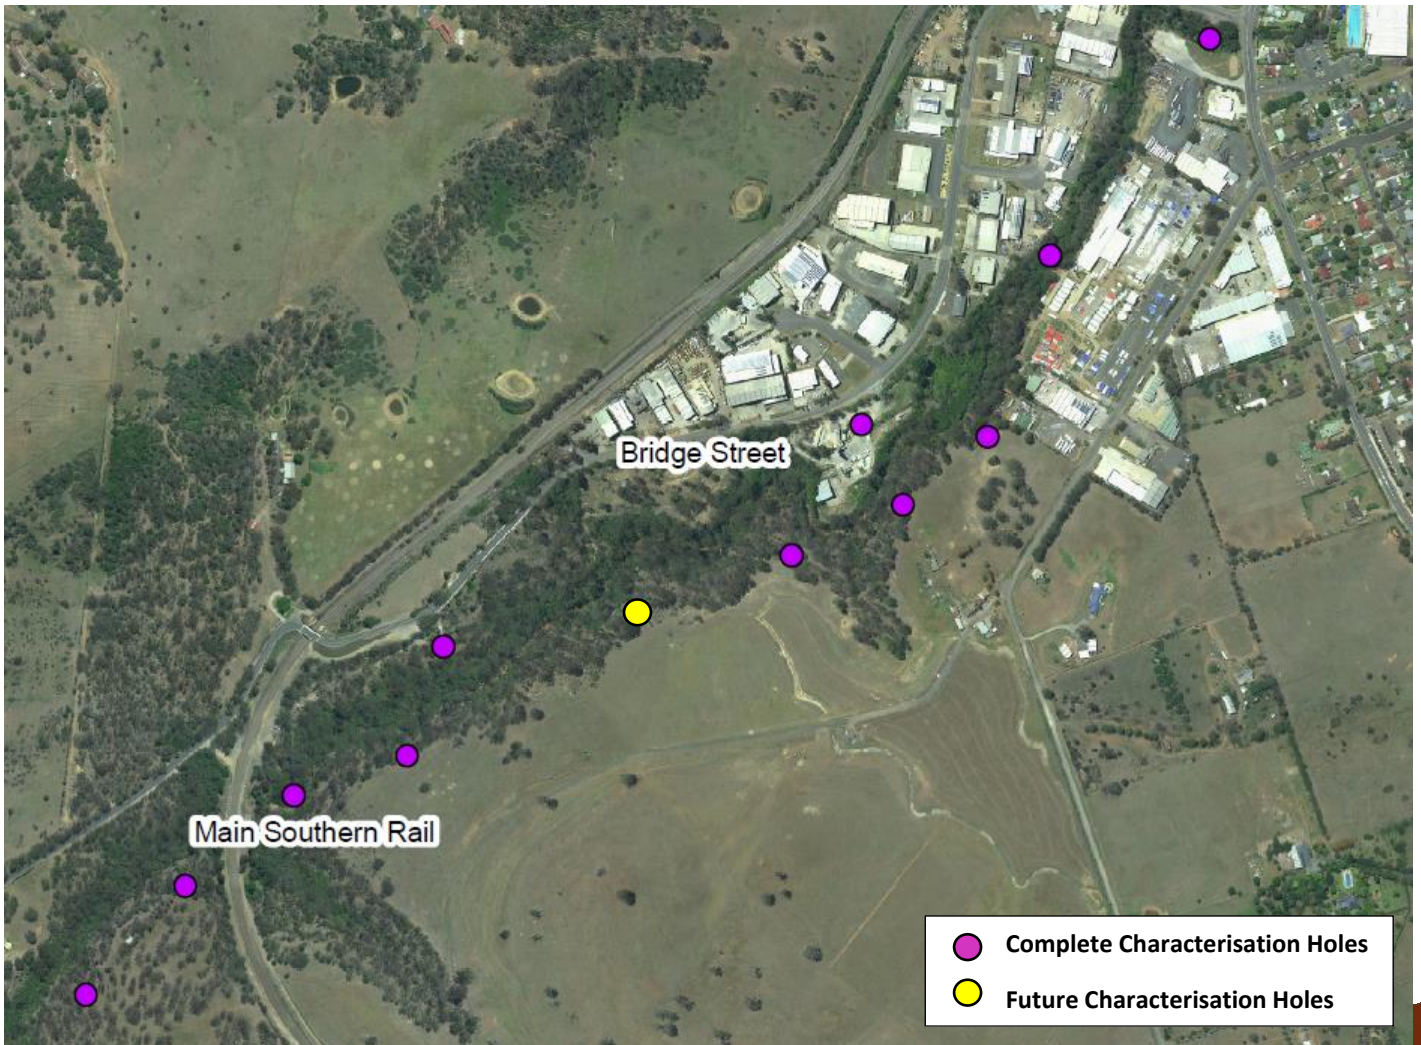 Bridge Street
Main Southern Rail
Complete Characterisation Holes
Future Characterisation Holes